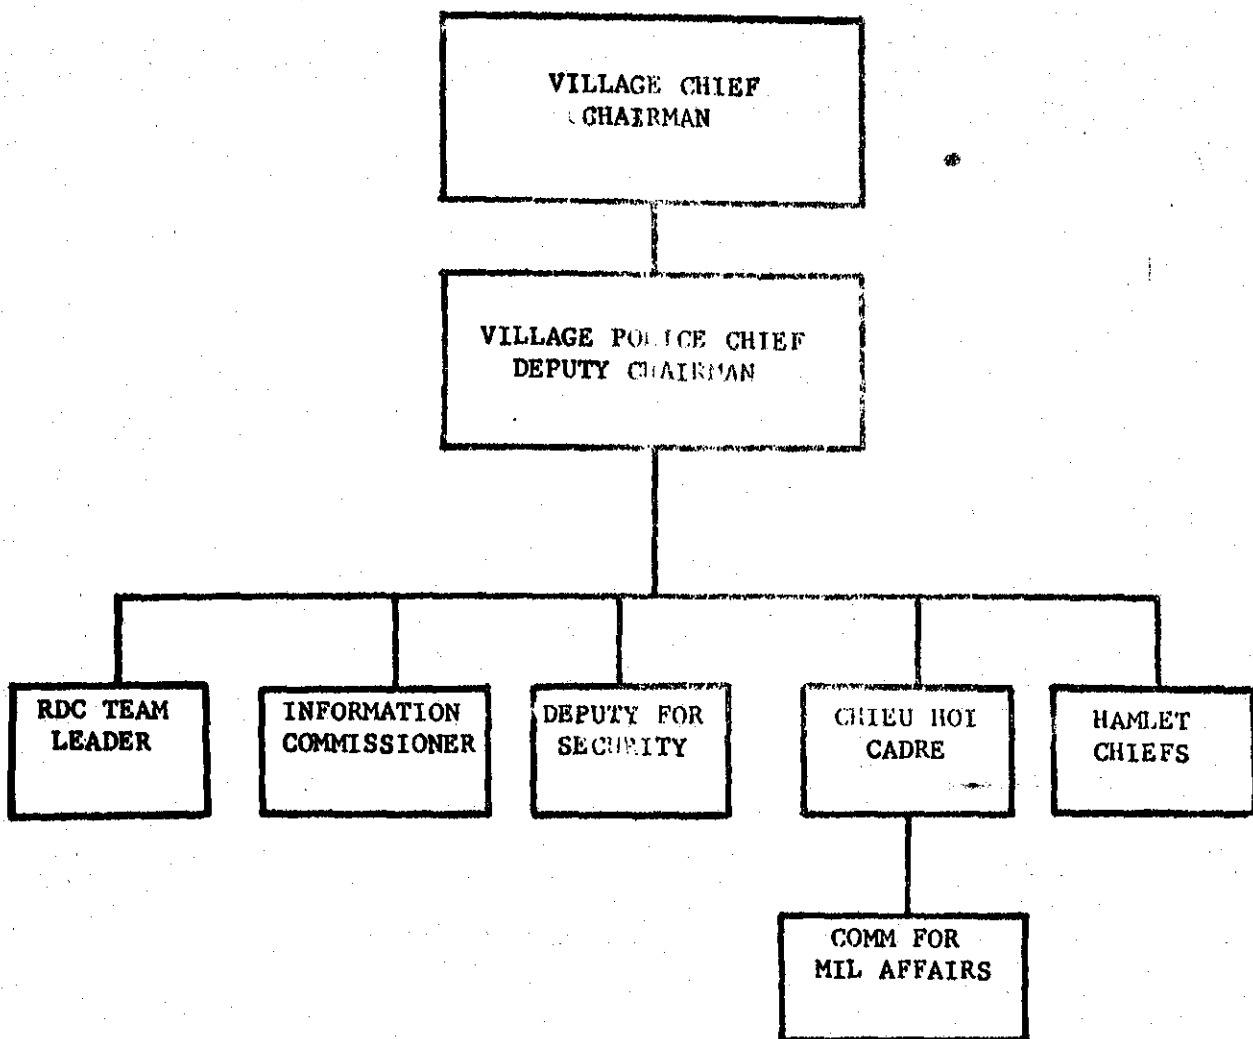 VILLAGE CHIEF
CHAIRMAN
VILLAGE POLICE CHIEF
DEPUTY CHAIRMAN
RDC TEAM
LEADER
INFORMATION
COMMISSIONER
DEPUTY FOR
SECURITY
CHIEU HOI
CADRE
HAMLET
CHIEFS
COMM FOR
MIL AFFAIRS